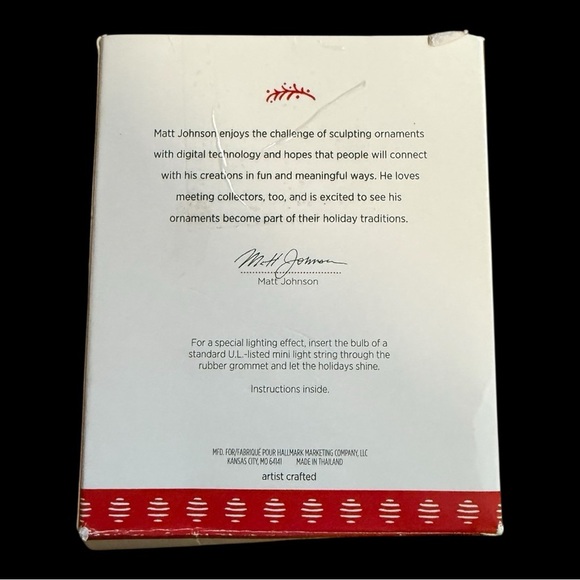 Matt Johnson enjoys the challenge of sculpting ornaments
with digital technology and hopes that people will connect
with his creations in fun and meaningful ways. He loves
meeting collectors, too, and is excited to see his
ornaments become part of their holiday traditions.
Matt Johnson
Matt Johnson
For a special lighting effect, insert the bulb of a
standard U.L.-listed mini light string through the
rubber grommet and let the holidays shine.
Instructions inside.
MFD. FOR/FABRIQUÉ POUR HALLMARK MARKETING COMPANY, LLC
KANSAS CITY, MO 64141 MADE IN THAILAND
artist crafted